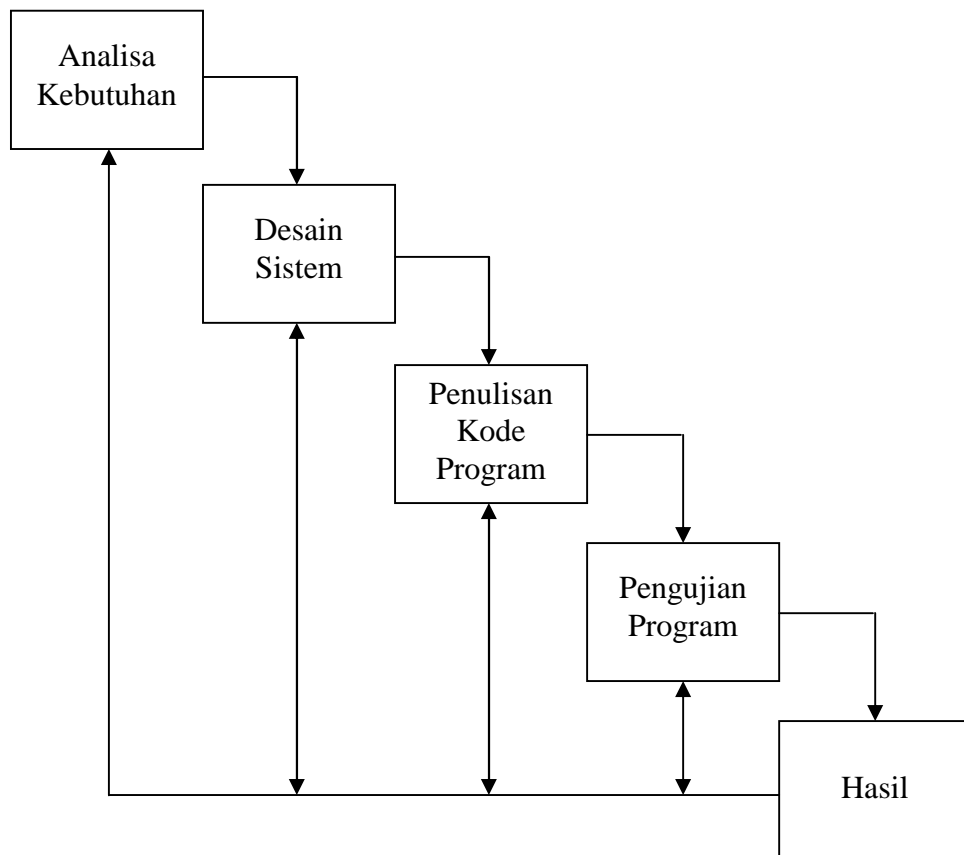 Analisa
Kebutuhan
Desain
Sistem
Penulisan
Kode
Program
Pengujian
Program
Hasil